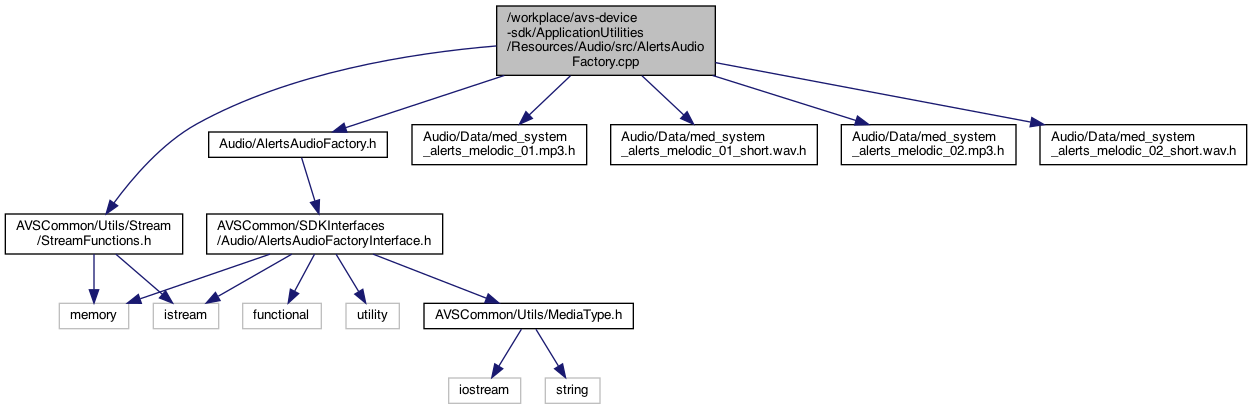 /workplace/avs-device
-sdk/ApplicationUtilities
/Resources/Audio/src/AlertsAudio
Factory.cpp
Audio/AlertsAudioFactory.h
Audio/Data/med_system
_alerts_melodic_01.mp3.h
Audio/Data/med_system
_alerts_melodic_01_short.wav.h
Audio/Data/med_system
_alerts_melodic_02.mp3.h
Audio/Data/med_system
_alerts_melodic_02_short.wav.h
AVSCommon/Utils/Stream
/StreamFunctions.h
AVSCommon/SDKInterfaces
/Audio/AlertsAudioFactoryInterface.h
memory
istream
functional
utility
AVSCommon/Utils/MediaType.h
iostream
string